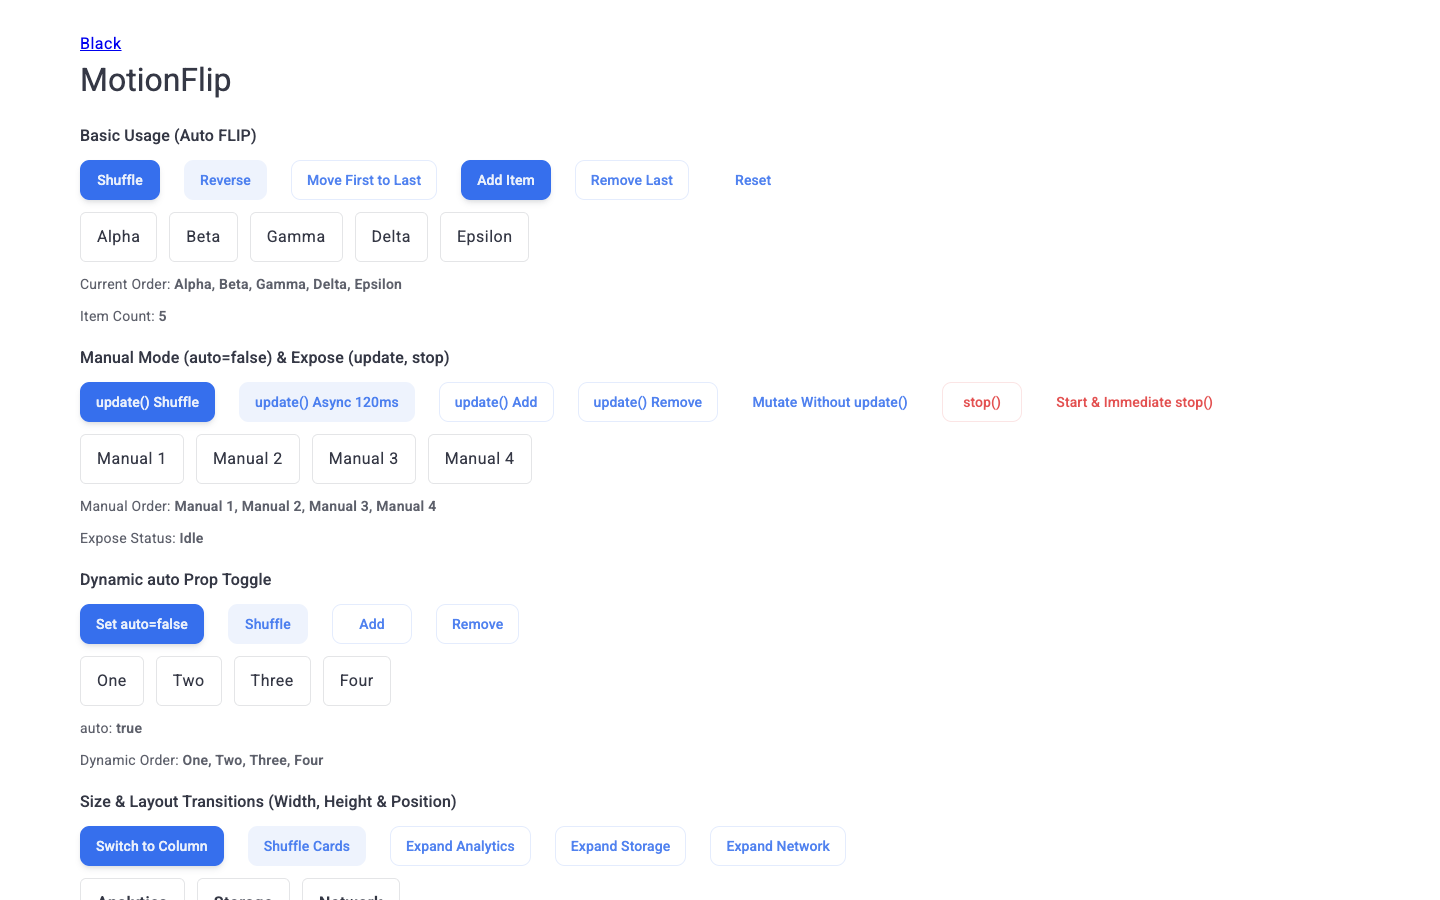 Black
MotionFlip
Basic Usage (Auto FLIP)
Shuffle Reverse Move First to Last Add Item Remove Last Reset
Alpha Beta Gamma Delta Epsilon
Current Order: Alpha, Beta, Gamma, Delta, Epsilon
Item Count: 5
Manual Mode (auto=false) & Expose (update, stop)
update() Shuffle update() Async 120ms update() Add update() Remove Mutate Without update() stop() Start & Immediate stop()
Manual 1 Manual 2 Manual 3 Manual 4
Manual Order: Manual 1, Manual 2, Manual 3, Manual 4
Expose Status: Idle
Dynamic auto Prop Toggle
Set auto=false Shuffle Add Remove
One Two Three Four
auto: true
Dynamic Order: One, Two, Three, Four
Size & Layout Transitions (Width, Height & Position)
Switch to Column Shuffle Cards Expand Analytics Expand Storage Expand Network
Analytics Storage Network